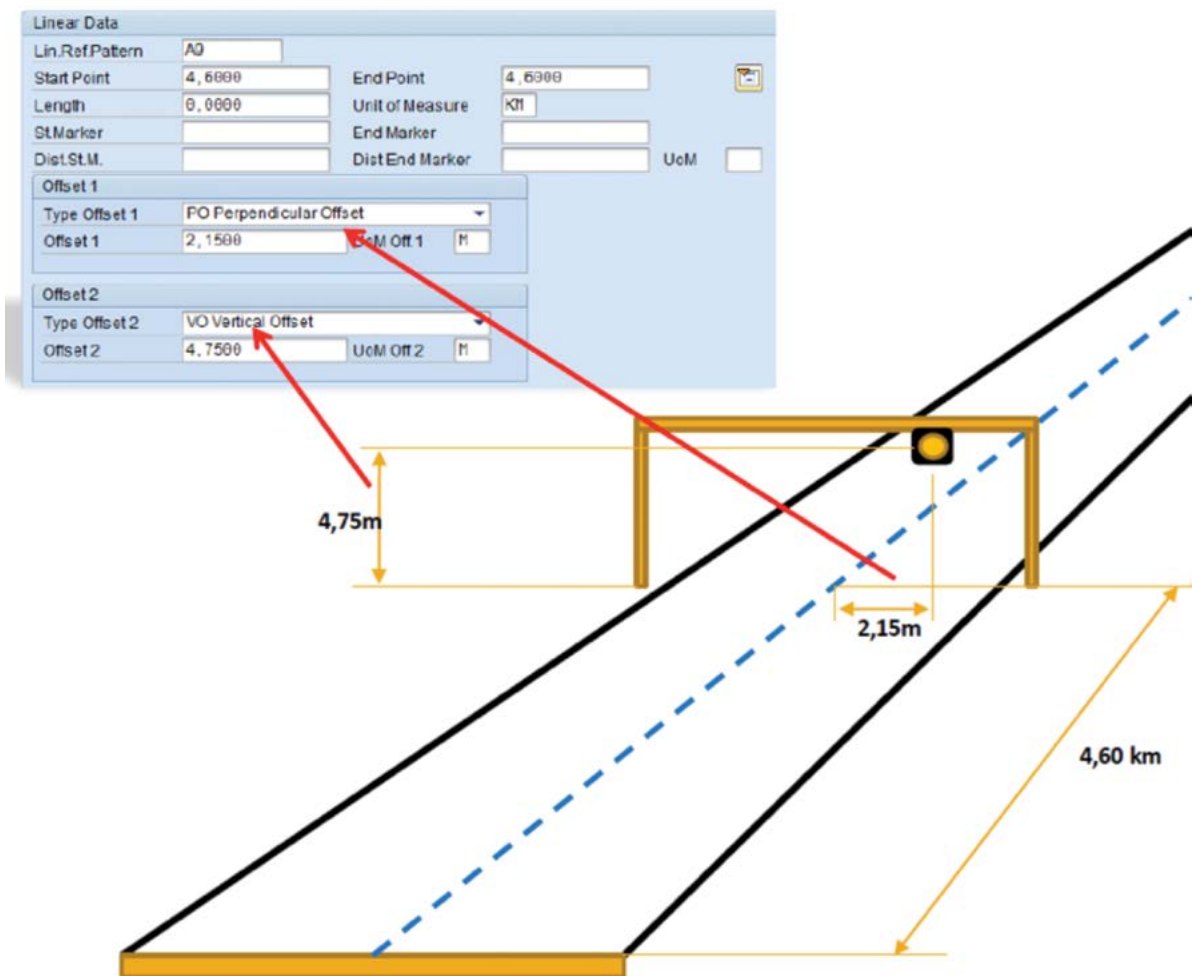 Linear Data
Lin.Ref.Pattern A0
Start Point 4,6000 End Point 4,6000
Length 0,0000 Unit of Measure KM
St.Marker End Marker
Dist.St.M. Dist End Marker UoM
Offset 1
Type Offset 1 PO Perpendicular Offset
Offset 1 2,1500 UoM Off.1 M
Offset 2
Type Offset 2 VO Vertical Offset
Offset 2 4,7500 UoM Off.2 M
4,75m
2,15m
4,60 km